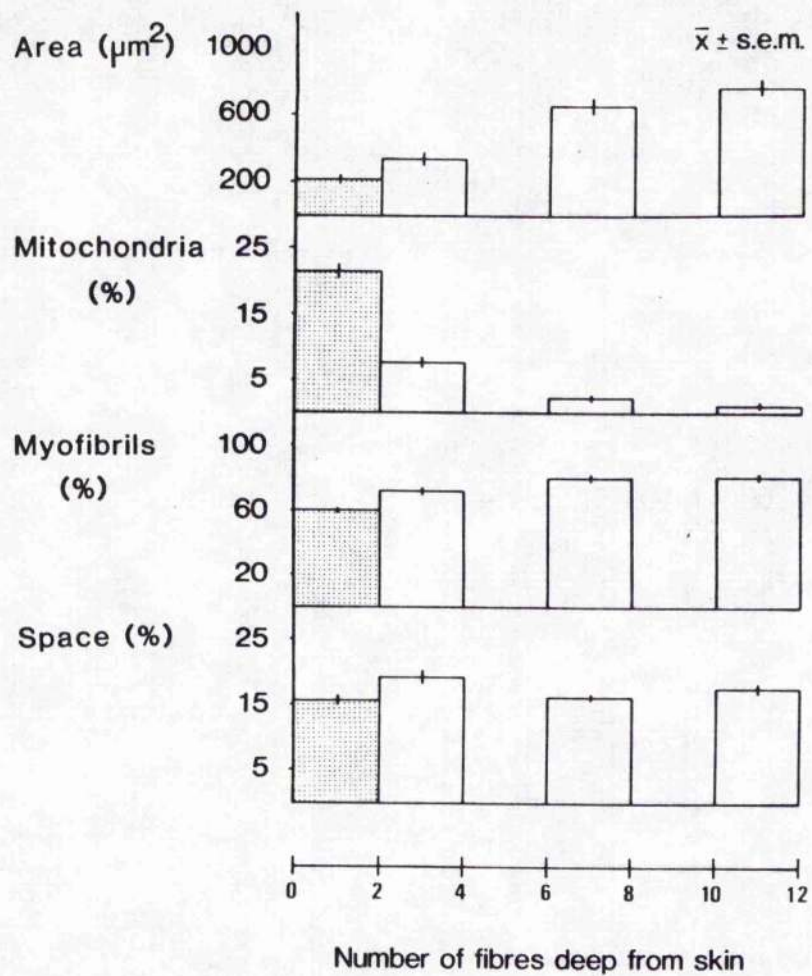 Area (µm²) 1000 x̄ ± s.e.m.
600
200
Mitochondria 25
(%) 15
5
Myofibrils 100
(%) 60
20
Space (%) 25
15
5
0 2 4 6 8 10 12
Number of fibres deep from skin